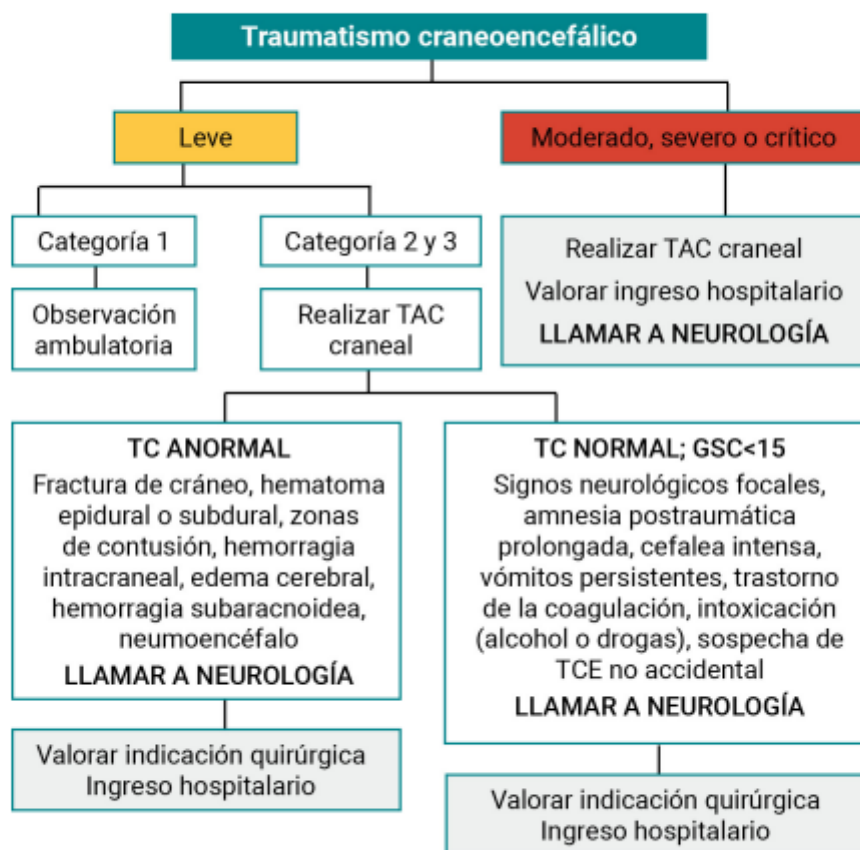 Traumatismo craneoencefálico
Leve
Moderado, severo o crítico
Categoría 1
Categoría 2 y 3
Realizar TAC craneal
Valorar ingreso hospitalario
LLAMAR A NEUROLOGÍA
Observación
ambulatoria
Realizar TAC
craneal
TC ANORMAL
Fractura de cráneo, hematoma
epidural o subdural, zonas
de contusión, hemorragia
intracraneal, edema cerebral,
hemorragia subaracnoidea,
neumoencéfalo
LLAMAR A NEUROLOGÍA
TC NORMAL; GSC<15
Signos neurológicos focales,
amnesia postraumática
prolongada, cefalea intensa,
vómitos persistentes, trastorno
de la coagulación, intoxicación
(alcohol o drogas), sospecha de
TCE no accidental
LLAMAR A NEUROLOGÍA
Valorar indicación quirúrgica
Ingreso hospitalario
Valorar indicación quirúrgica
Ingreso hospitalario